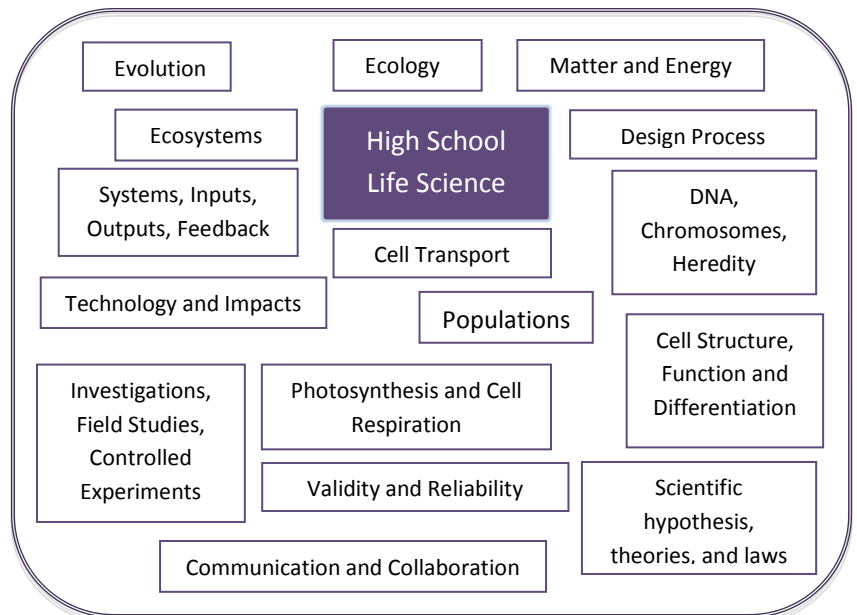 Evolution
Ecology
Matter and Energy
Ecosystems
High School
Life Science
Design Process
Systems, Inputs,
Outputs, Feedback
DNA,
Chromosomes,
Heredity
Cell Transport
Technology and Impacts
Populations
Cell Structure,
Function and
Differentiation
Investigations,
Field Studies,
Controlled
Experiments
Photosynthesis and Cell
Respiration
Validity and Reliability
Scientific
hypothesis,
theories, and laws
Communication and Collaboration